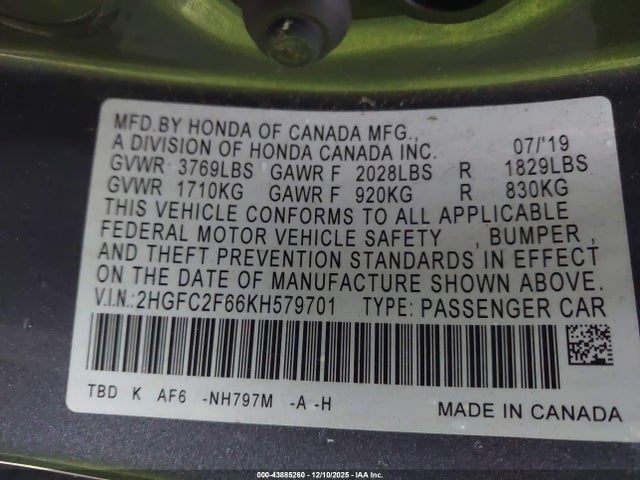 MFD.BY HONDA OF CANADA MFG.,
A DIVISION OF HONDA CANADA INC. 07/'19
GVWR 3769LBS GAWR F 2028LBS R 1829LBS
GVWR 1710KG GAWR F 920KG R 830KG
THIS VEHICLE CONFORMS TO ALL APPLICABLE
FEDERAL MOTOR VEHICLE SAFETY , BUMPER ,
AND THEFT PREVENTION STANDARDS IN EFFECT
ON THE DATE OF MANUFACTURE SHOWN ABOVE.
V.I.N.:2HGFC2F66KH579701 TYPE: PASSENGER CAR
TBD K AF6 -NH797M -A -H
MADE IN CANADA
000-43885260 - 12/10/2025 - IAA Inc.